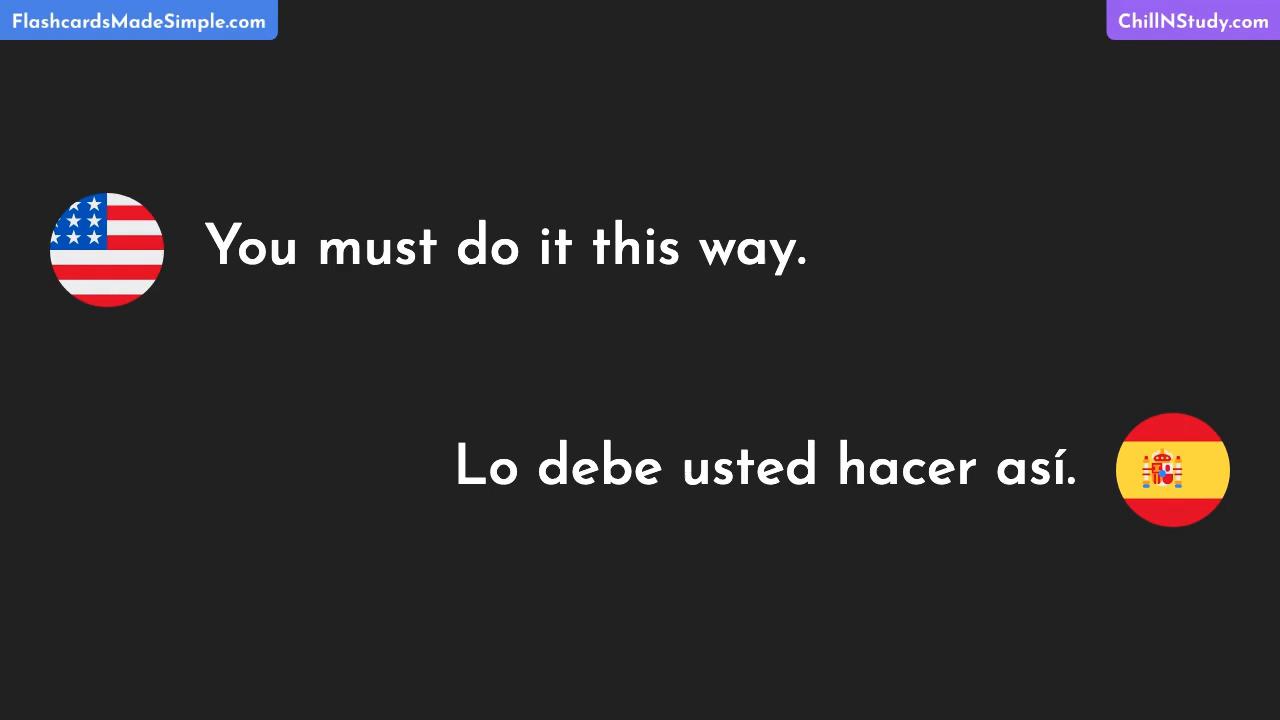 FlashcardsMadeSimple.com
ChillNStudy.com
You must do it this way.
Lo debe usted hacer así.